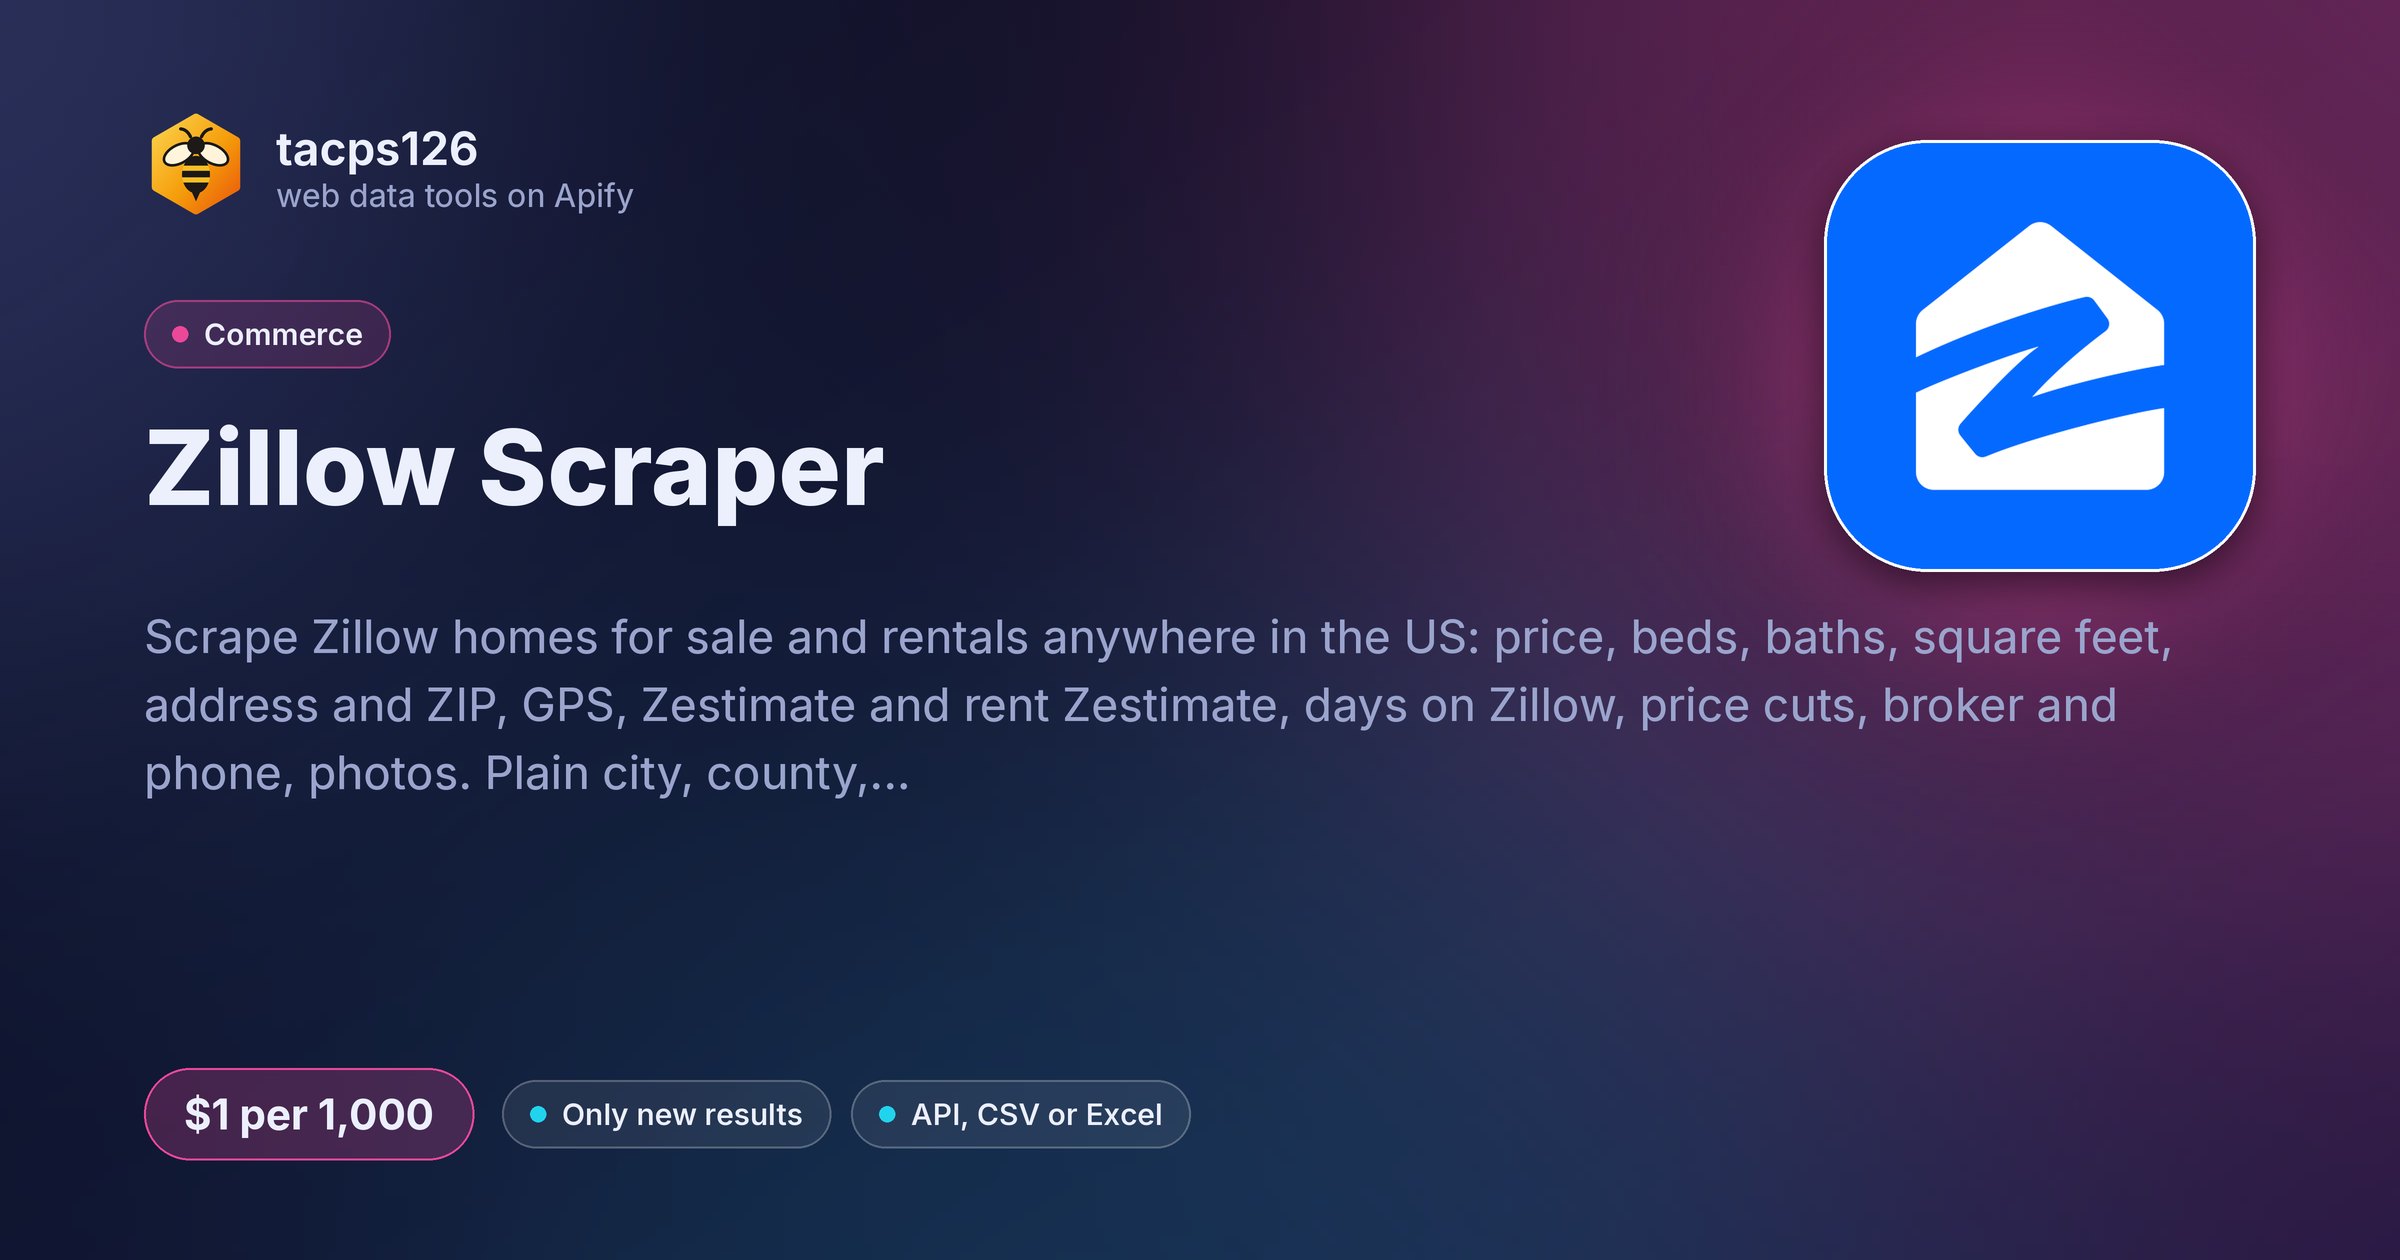 tacps126
web data tools on Apify
Commerce
Zillow Scraper
Scrape Zillow homes for sale and rentals anywhere in the US: price, beds, baths, square feet,
address and ZIP, GPS, Zestimate and rent Zestimate, days on Zillow, price cuts, broker and
phone, photos. Plain city, county,...
$1 per 1,000
Only new results
API, CSV or Excel